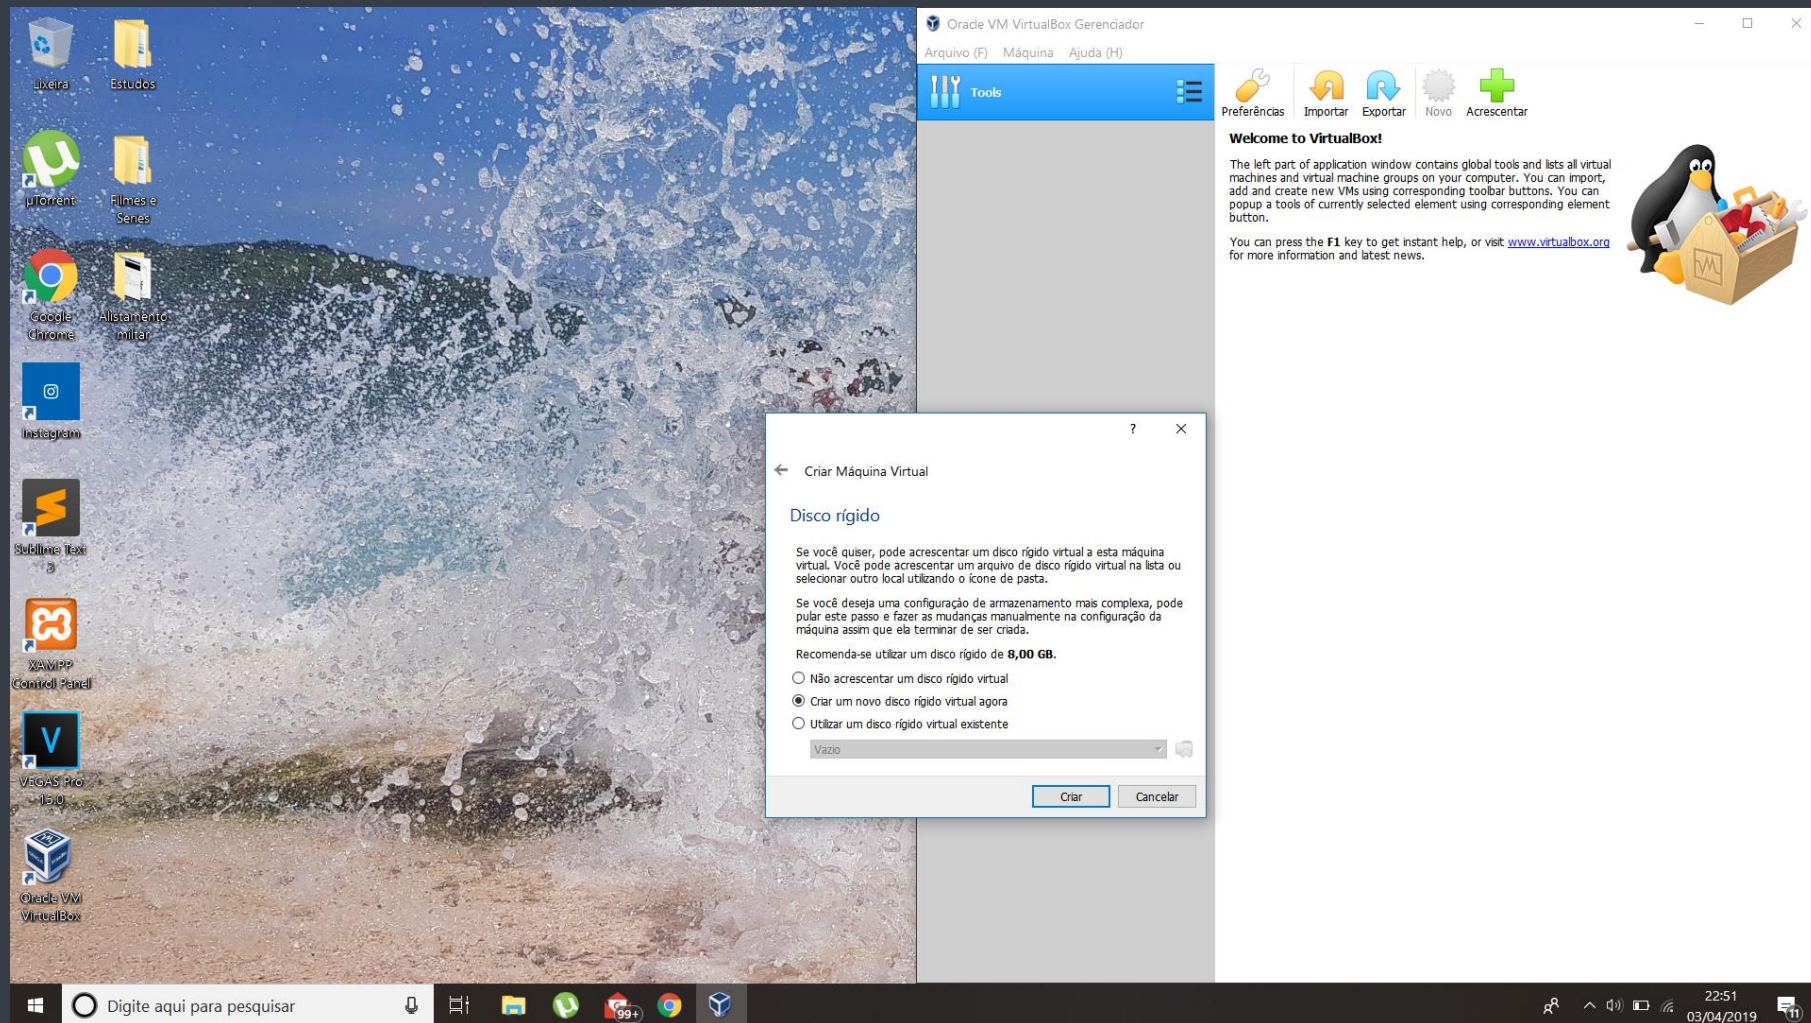 Lixeira
Estudos
µTorrent
Filmes e
Series
Google
Chrome
Alistamento
miltar
Instagram
Sublime Text
3
XAMPP
Control Panel
VEGAS Pro
15.0
Oracle VM
VirtualBox
Oracle VM VirtualBox Gerenciador
Arquivo (F) Máquina Ajuda (H)
Tools
Preferências Importar Exportar Novo Acrescentar
Welcome to VirtualBox!
The left part of application window contains global tools and lists all virtual
machines and virtual machine groups on your computer. You can import,
add and create new VMs using corresponding toolbar buttons. You can
popup a tools of currently selected element using corresponding element
button.
You can press the F1 key to get instant help, or visit www.virtualbox.org
for more information and latest news.
?
Criar Máquina Virtual
Disco rígido
Se você quiser, pode acrescentar um disco rígido virtual a esta máquina
virtual. Você pode acrescentar um arquivo de disco rígido virtual na lista ou
selecionar outro local utilizando o ícone de pasta.
Se você deseja uma configuração de armazenamento mais complexa, pode
pular este passo e fazer as mudanças manualmente na configuração da
máquina assim que ela terminar de ser criada.
Recomenda-se utilizar um disco rígido de 8,00 GB.
Não acrescentar um disco rígido virtual
Criar um novo disco rígido virtual agora
Utilizar um disco rígido virtual existente
Vazio
Criar Cancelar
Digite aqui para pesquisar
99+
22:51
03/04/2019
11